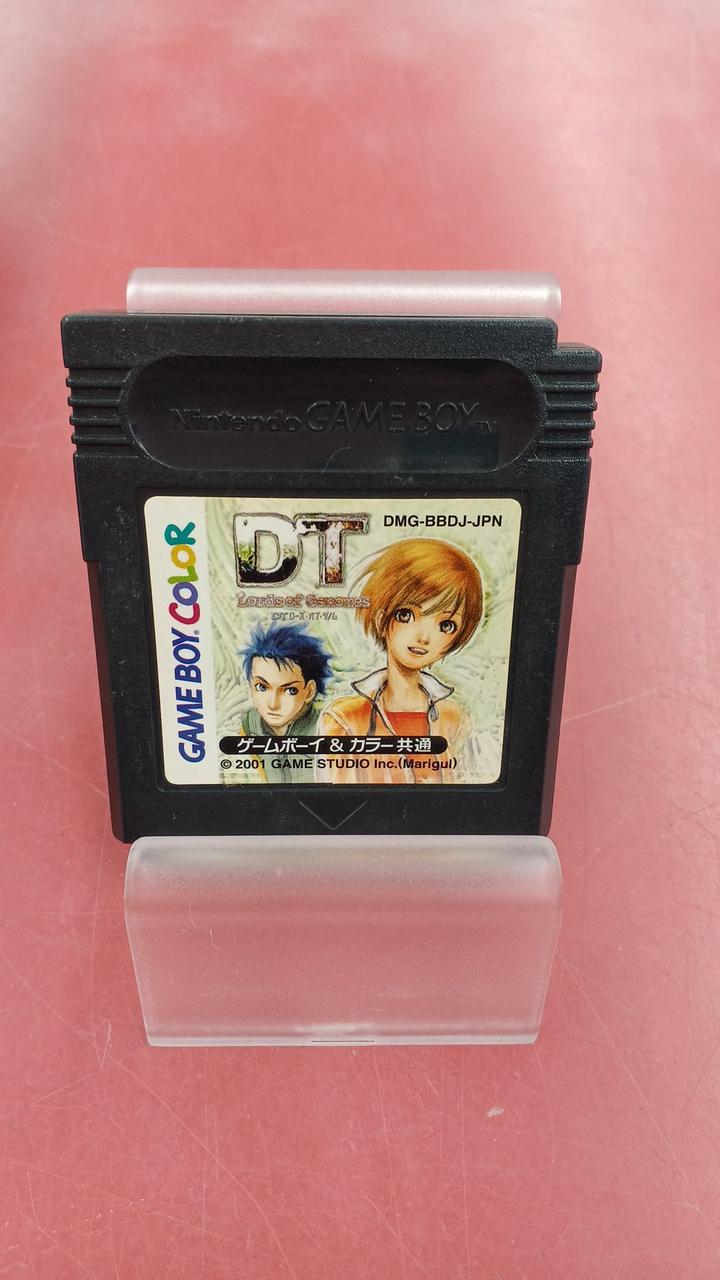 Nintendo GAME BOY TM
GAME BOY COLOR
DT
DMG-BBDJ-JPN
Lords of Genomes
ゲームボーイ & カラー共通
© 2001 GAME STUDIO Inc.(Marigul)